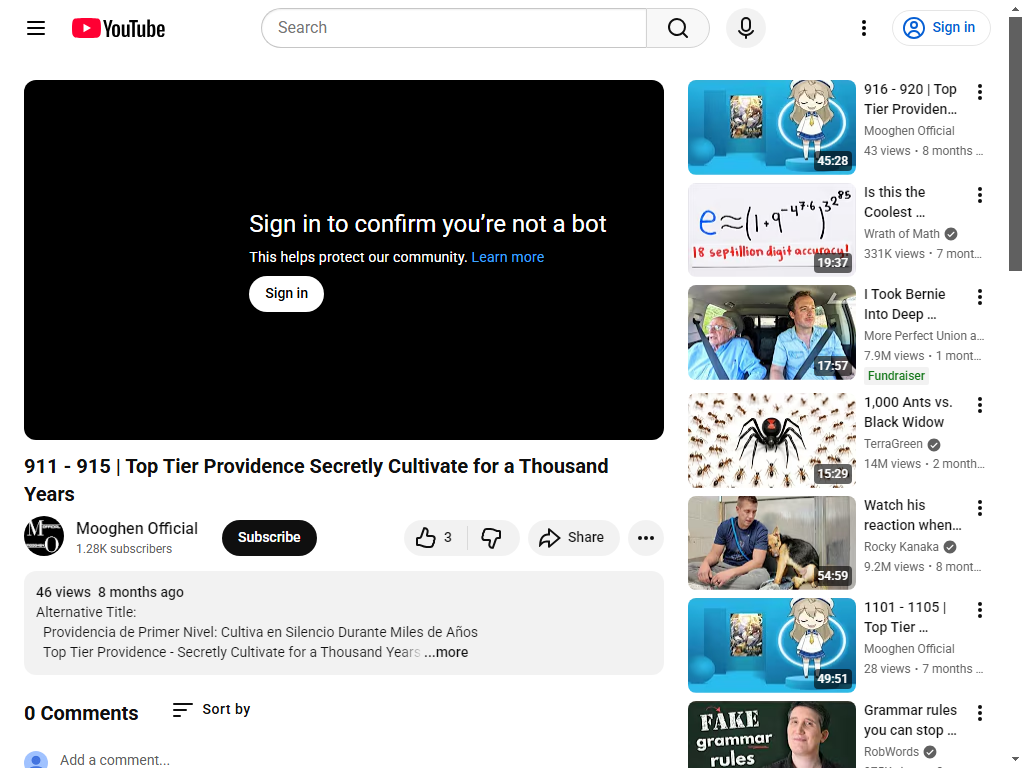 YouTube
Search
Sign in
Sign in to confirm you’re not a bot
This helps protect our community. Learn more
Sign in
911 - 915 | Top Tier Providence Secretly Cultivate for a Thousand
Years
Mooghen Official
1.28K subscribers
Subscribe
3
Share
46 views 8 months ago
Alternative Title:
Providencia de Primer Nivel: Cultiva en Silencio Durante Miles de Años
Top Tier Providence - Secretly Cultivate for a Thousand Years ...more
0 Comments
Sort by
Add a comment...
45:28
916 - 920 | Top
Tier Providen...
Mooghen Official
43 views • 8 months ...
e≈(1+9^-4^7·6)^3^2^85
18 septillion digit accuracy!
19:37
Is this the
Coolest ...
Wrath of Math
331K views • 7 mont...
17:57
I Took Bernie
Into Deep ...
More Perfect Union a...
7.9M views • 1 mont...
Fundraiser
15:29
1,000 Ants vs.
Black Widow
TerraGreen
14M views • 2 month...
54:59
Watch his
reaction when...
Rocky Kanaka
9.2M views • 8 mont...
49:51
1101 - 1105 |
Top Tier ...
Mooghen Official
28 views • 7 months ...
FAKE
grammar
rules
Grammar rules
you can stop ...
RobWords